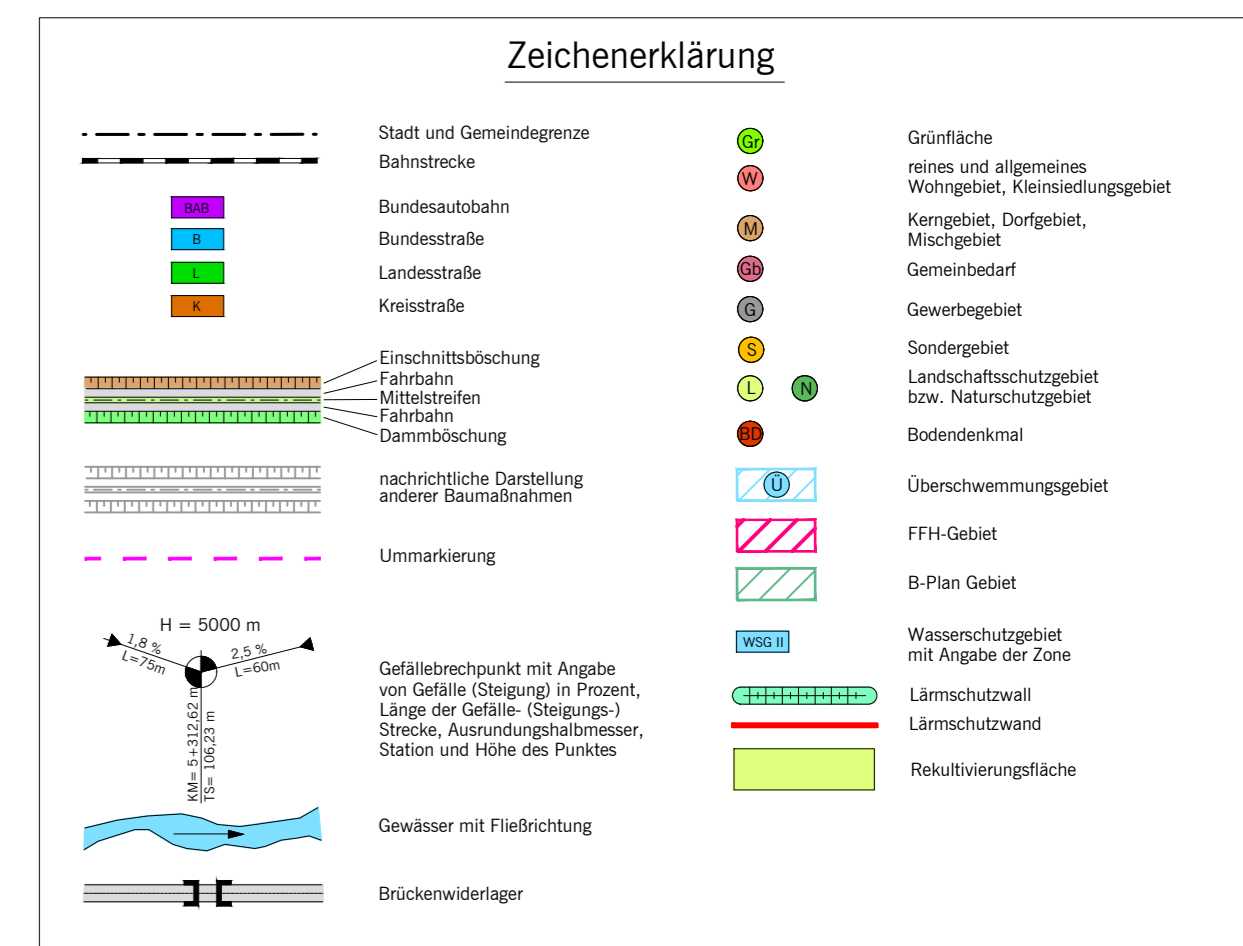 Zeichenerklärung
Stadt und Gemeindegrenze
Bahnstrecke
BAB
Bundesautobahn
B
Bundesstraße
L
Landesstraße
K
Kreisstraße
Einschnittsböschung
Fahrbahn
Mittelstreifen
Fahrbahn
Dammböschung
nachrichtliche Darstellung
anderer Baumaßnahmen
Ummarkierung
H = 5000 m
1,8 %
L=75m
2,5 %
L=60m
KM= 5+312,62 m
TS= 106,23 m
Gefällebrechpunkt mit Angabe
von Gefälle (Steigung) in Prozent,
Länge der Gefälle- (Steigungs-)
Strecke, Ausrundungshalbmesser,
Station und Höhe des Punktes
Gewässer mit Fließrichtung
Brückenwiderlager
Gr
Grünfläche
W
reines und allgemeines
Wohngebiet, Kleinsiedlungsgebiet
M
Kerngebiet, Dorfgebiet,
Mischgebiet
Gb
Gemeinbedarf
G
Gewerbegebiet
S
Sondergebiet
L N
Landschaftsschutzgebiet
bzw. Naturschutzgebiet
BD
Bodendenkmal
Ü
Überschwemmungsgebiet
FFH-Gebiet
B-Plan Gebiet
WSG II
Wasserschutzgebiet
mit Angabe der Zone
Lärmschutzwall
Lärmschutzwand
Rekultivierungsfläche